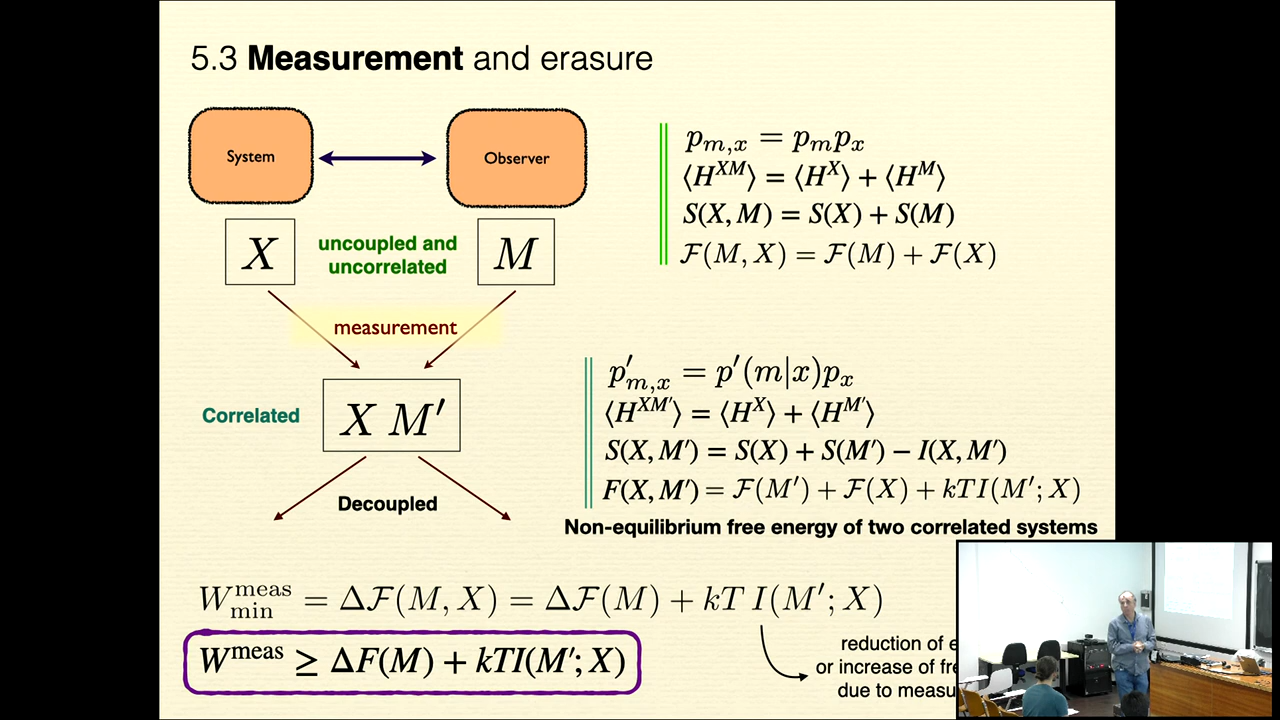 5.3 Measurement and erasure
System
Observer
X
uncoupled and
uncorrelated
M
p_{m,x} = p_m p_x
⟨H^{XM}⟩ = ⟨H^X⟩ + ⟨H^M⟩
S(X, M) = S(X) + S(M)
ℱ(M, X) = ℱ(M) + ℱ(X)
measurement
Correlated
X M′
p′_{m,x} = p′(m|x)p_x
⟨H^{XM′}⟩ = ⟨H^X⟩ + ⟨H^{M′}⟩
S(X, M′) = S(X) + S(M′) − I(X, M′)
F(X, M′) = ℱ(M′) + ℱ(X) + kTI(M′; X)
Decoupled
Non-equilibrium free energy of two correlated systems
W^{meas}_{min} = Δℱ(M, X) = Δℱ(M) + kT I(M′; X)
W^{meas} ≥ ΔF(M) + kTI(M′; X)
reduction of
or increase of
due to